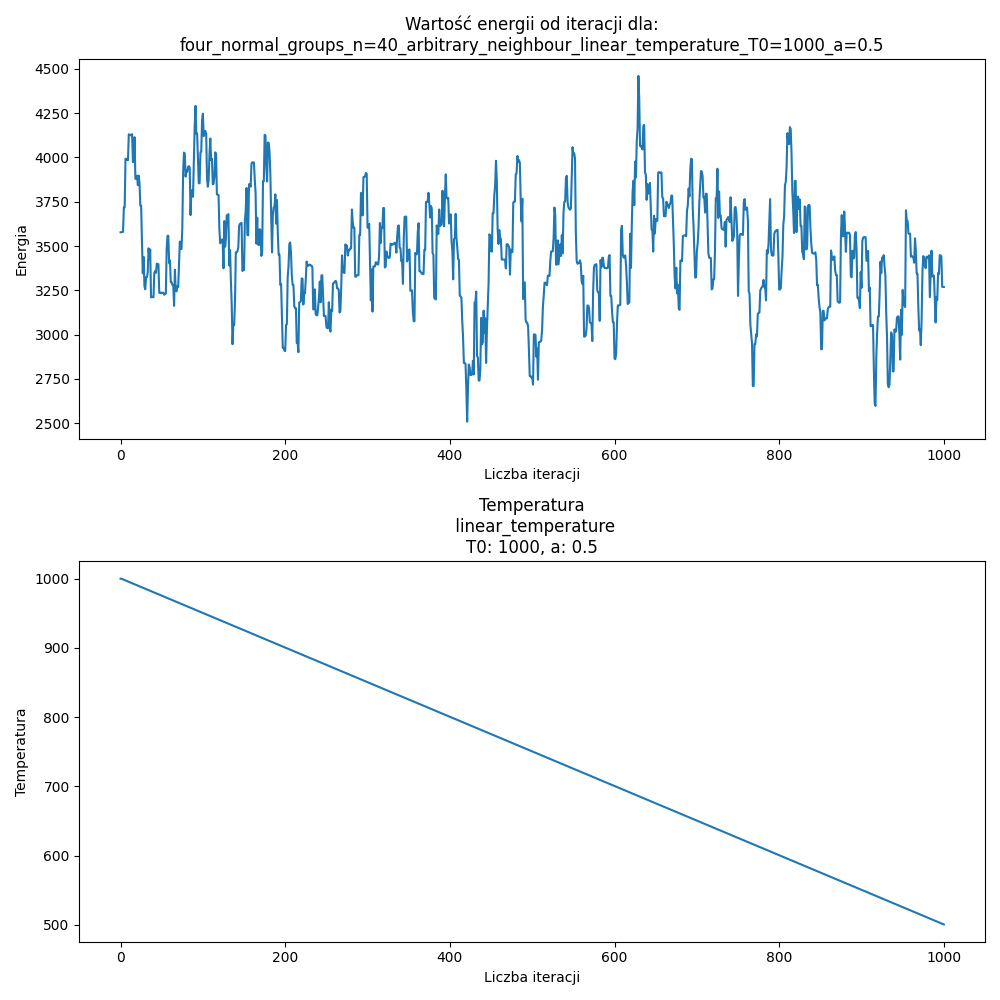 Wartość energii od iteracji dla:
four_normal_groups_n=40_arbitrary_neighbour_linear_temperature_T0=1000_a=0.5
4500
4250
4000
3750
3500
3250
3000
2750
2500
Energia
0 200 400 600 800 1000
Liczba iteracji
Temperatura
linear_temperature
T0: 1000, a: 0.5
1000
900
800
700
600
500
Temperatura
0 200 400 600 800 1000
Liczba iteracji